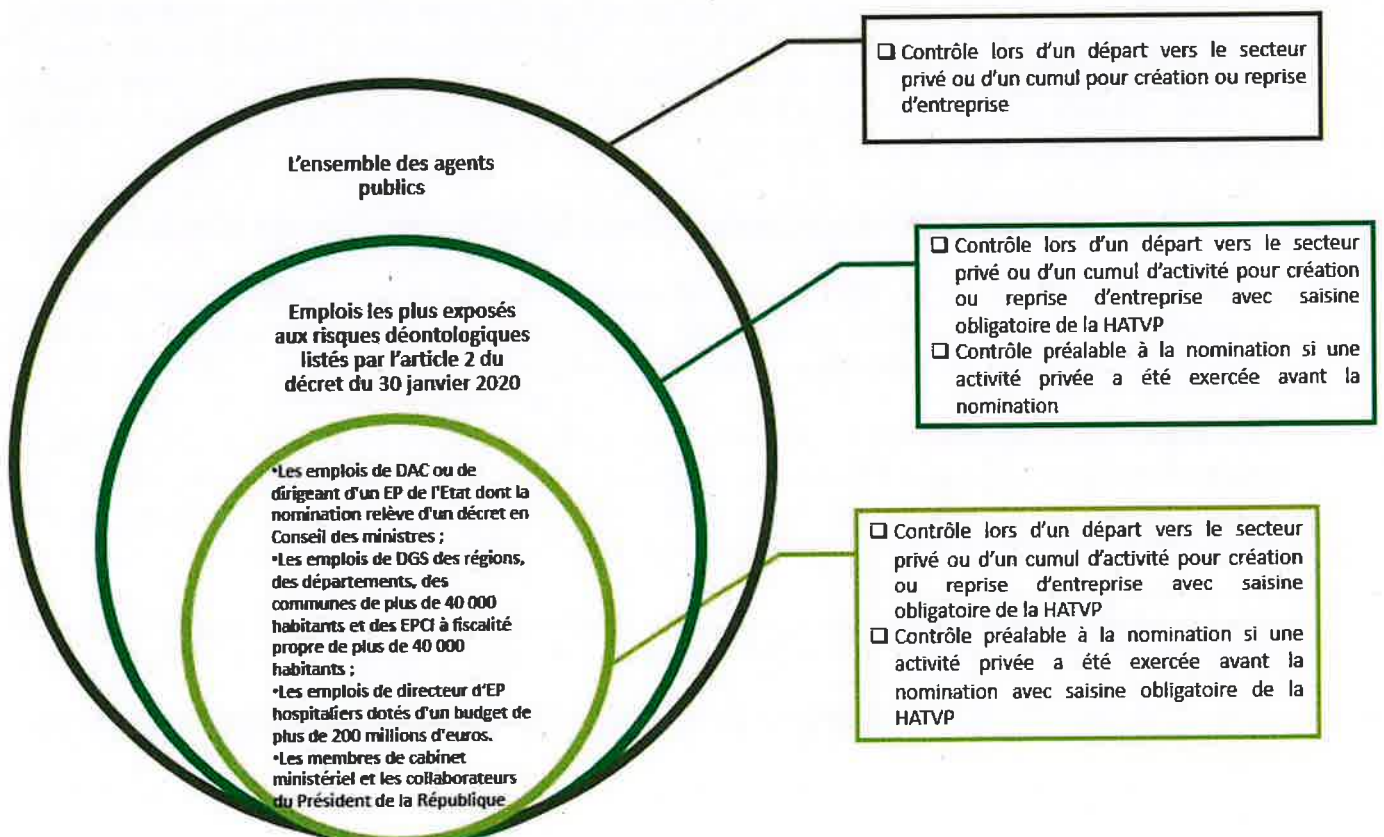 ❑ Contrôle lors d'un départ vers le secteur
privé ou d'un cumul pour création ou reprise
d'entreprise
L'ensemble des agents
publics
❑ Contrôle lors d'un départ vers le secteur
privé ou d'un cumul d'activité pour création
ou reprise d'entreprise avec saisine
obligatoire de la HATVP
❑ Contrôle préalable à la nomination si une
activité privée a été exercée avant la
nomination
Emplois les plus exposés
aux risques déontologiques
listés par l'article 2 du
décret du 30 janvier 2020
•Les emplois de DAC ou de
dirigeant d'un EP de l'Etat dont la
nomination relève d'un décret en
Conseil des ministres ;
•Les emplois de DGS des régions,
des départements, des
communes de plus de 40 000
habitants et des EPCI à fiscalité
propre de plus de 40 000
habitants ;
•Les emplois de directeur d'EP
hospitaliers dotés d'un budget de
plus de 200 millions d'euros.
•Les membres de cabinet
ministériel et les collaborateurs
du Président de la République
❑ Contrôle lors d'un départ vers le secteur
privé ou d'un cumul d'activité pour création
ou reprise d'entreprise avec saisine
obligatoire de la HATVP
❑ Contrôle préalable à la nomination si une
activité privée a été exercée avant la
nomination avec saisine obligatoire de la
HATVP